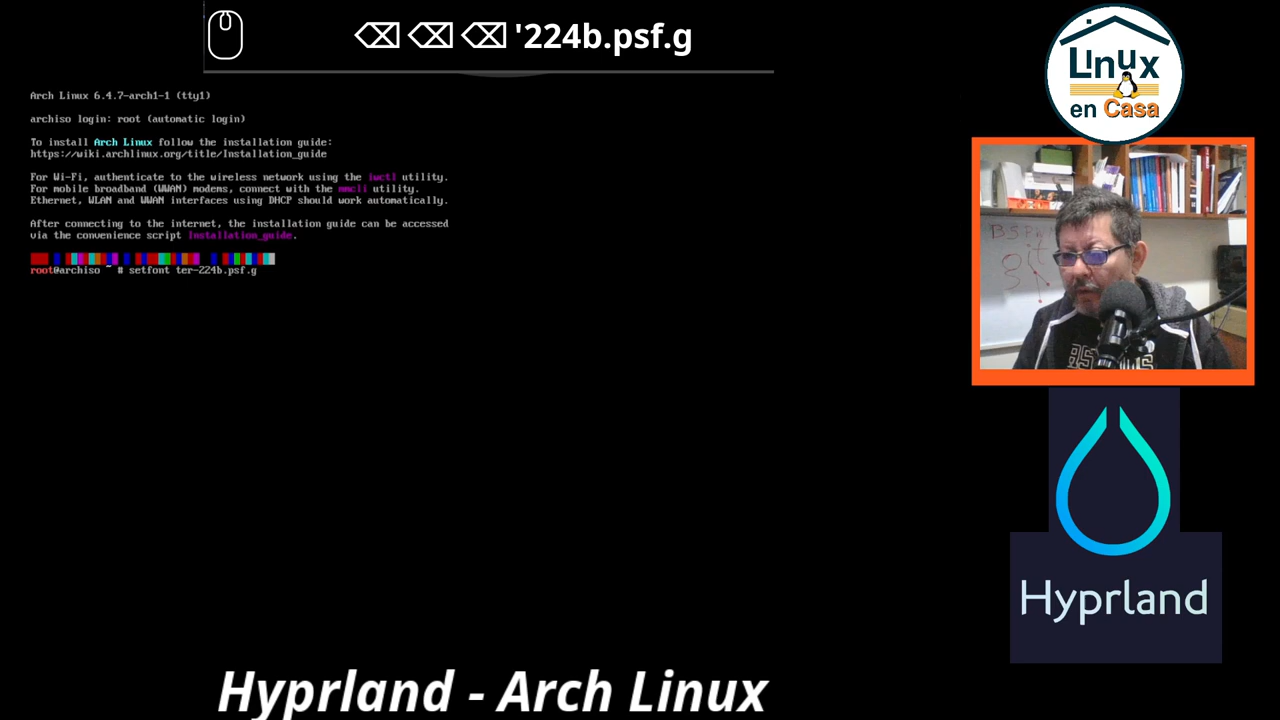 '224b.psf.g
Linux
en Casa
Arch Linux 6.4.7-arch1-1 (tty1)
archiso login: root (automatic login)
To install Arch Linux follow the installation guide:
https://wiki.archlinux.org/title/Installation_guide
For Wi-Fi, authenticate to the wireless network using the iwctl utility.
For mobile broadband (WWAN) modems, connect with the mmcli utility.
Ethernet, WLAN and WWAN interfaces using DHCP should work automatically.
After connecting to the internet, the installation guide can be accessed
via the convenience script Installation_guide.
root@archiso ~ # setfont ter-224b.psf.g
Hyprland
Hyprland - Arch Linux